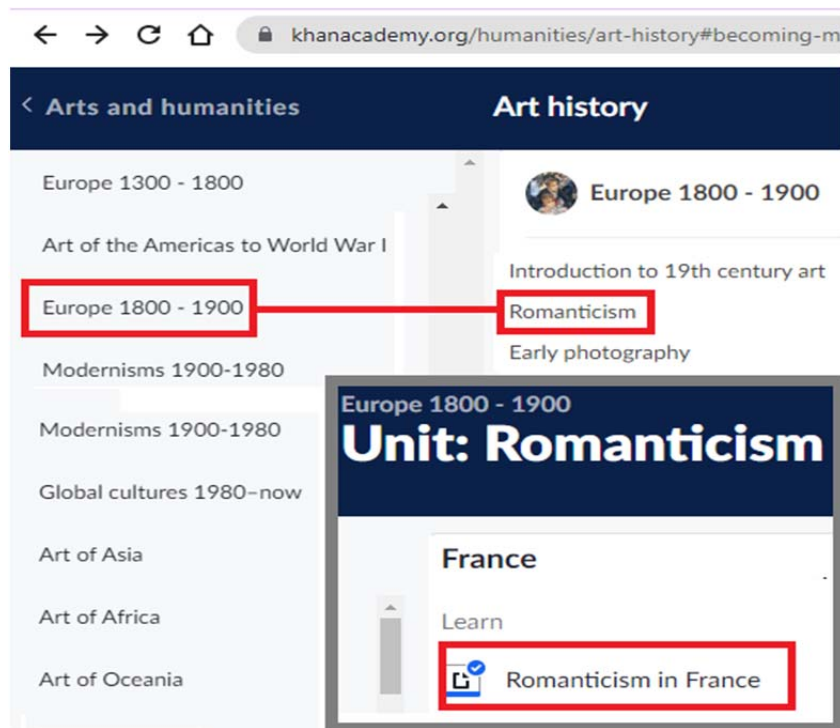 khanacademy.org/humanities/art-history#becoming-m
Arts and humanities
Art history
Europe 1300 - 1800
Art of the Americas to World War I
Europe 1800 - 1900
Modernisms 1900-1980
Modernisms 1900-1980
Global cultures 1980–now
Art of Asia
Art of Africa
Art of Oceania
Europe 1800 - 1900
Introduction to 19th century art
Romanticism
Early photography
Europe 1800 - 1900
Unit: Romanticism
France
Learn
Romanticism in France